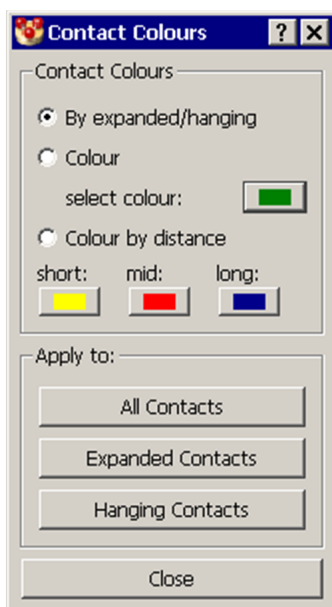 Contact Colours ? X
Contact Colours
By expanded/hanging
Colour
select colour:
Colour by distance
short: mid: long:
Apply to:
All Contacts
Expanded Contacts
Hanging Contacts
Close